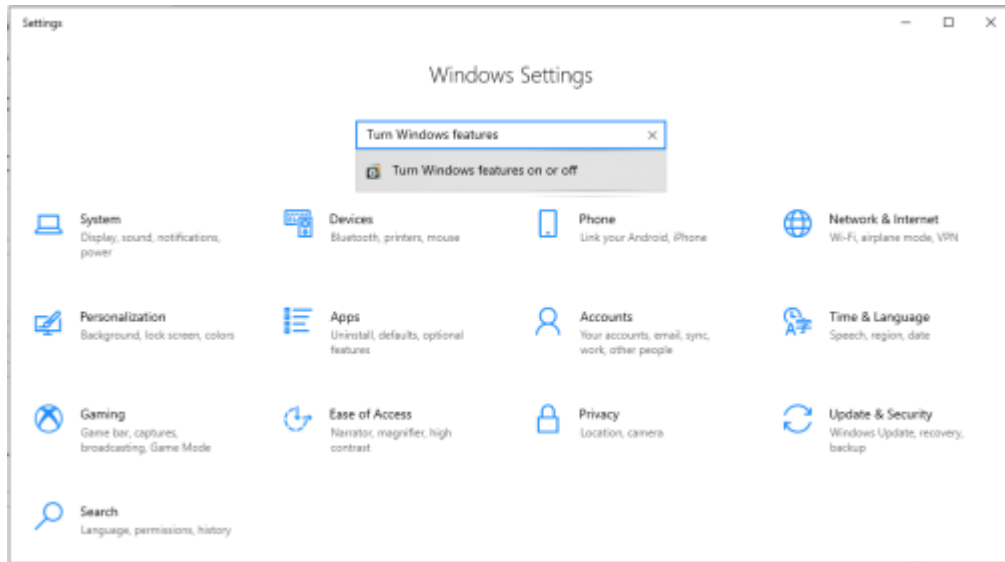 Settings
Windows Settings
Turn Windows features
Turn Windows features on or off
System
Display, sound, notifications,
power
Devices
Bluetooth, printers, mouse
Phone
Link your Android, iPhone
Network & Internet
Wi-Fi, airplane mode, VPN
Personalization
Background, lock screen, colors
Apps
Uninstall, defaults, optional
features
Accounts
Your accounts, email, sync,
work, other people
Time & Language
Speech, region, date
Gaming
Game bar, captures,
broadcasting, Game Mode
Ease of Access
Narrator, magnifier, high
contrast
Privacy
Location, camera
Update & Security
Windows Update, recovery,
backup
Search
Language, permissions, history